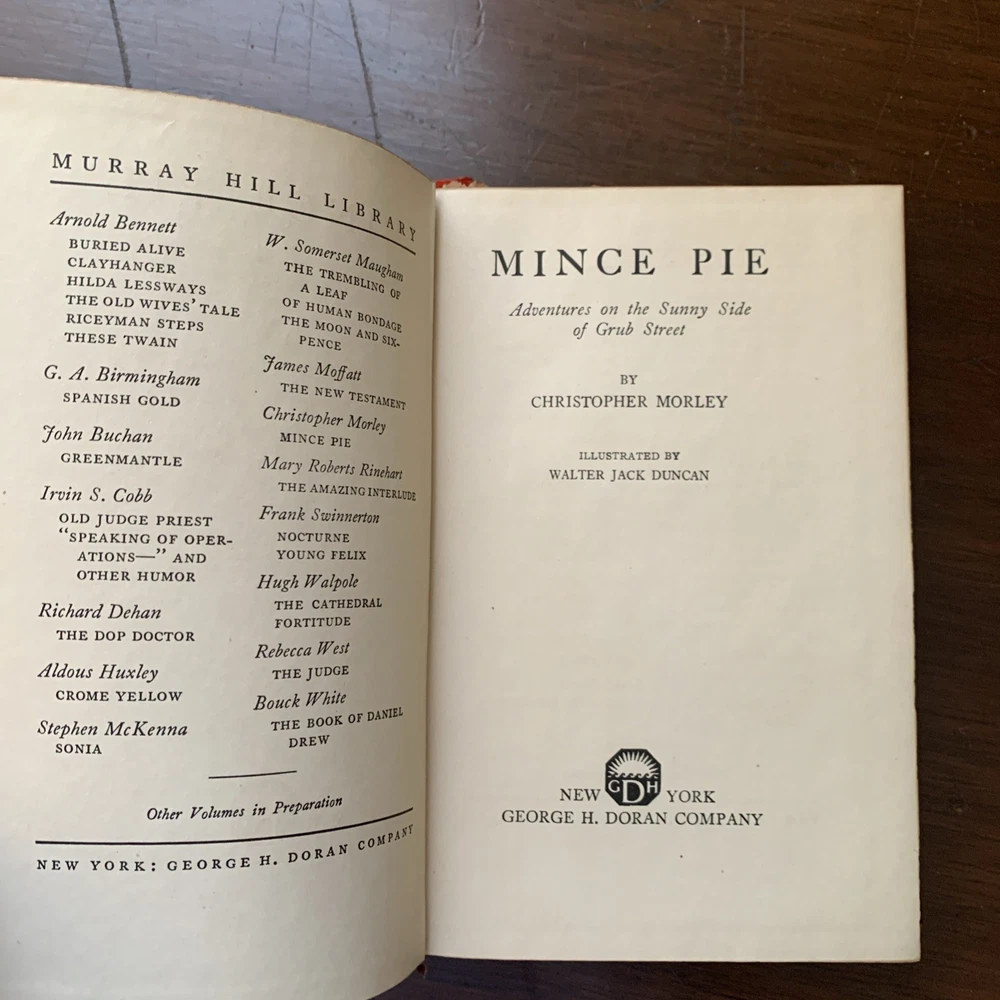 MURRAY HILL LIBRARY
Arnold Bennett
BURIED ALIVE
CLAYHANGER
HILDA LESSWAYS
THE OLD WIVES' TALE
RICEYMAN STEPS
THESE TWAIN
G. A. Birmingham
SPANISH GOLD
John Buchan
GREENMANTLE
Irvin S. Cobb
OLD JUDGE PRIEST
“SPEAKING OF OPER-
ATIONS—” AND
OTHER HUMOR
Richard Dehan
THE DOP DOCTOR
Aldous Huxley
CROME YELLOW
Stephen McKenna
SONIA
W. Somerset Maugham
THE TREMBLING OF
A LEAF
OF HUMAN BONDAGE
THE MOON AND SIX-
PENCE
James Moffatt
THE NEW TESTAMENT
Christopher Morley
MINCE PIE
Mary Roberts Rinehart
THE AMAZING INTERLUDE
Frank Swinnerton
NOCTURNE
YOUNG FELIX
Hugh Walpole
THE CATHEDRAL
FORTITUDE
Rebecca West
THE JUDGE
Bouck White
THE BOOK OF DANIEL
DREW
Other Volumes in Preparation
NEW YORK: GEORGE H. DORAN COMPANY
MINCE PIE
Adventures on the Sunny Side
of Grub Street
BY
CHRISTOPHER MORLEY
ILLUSTRATED BY
WALTER JACK DUNCAN
NEW GDH YORK
GEORGE H. DORAN COMPANY